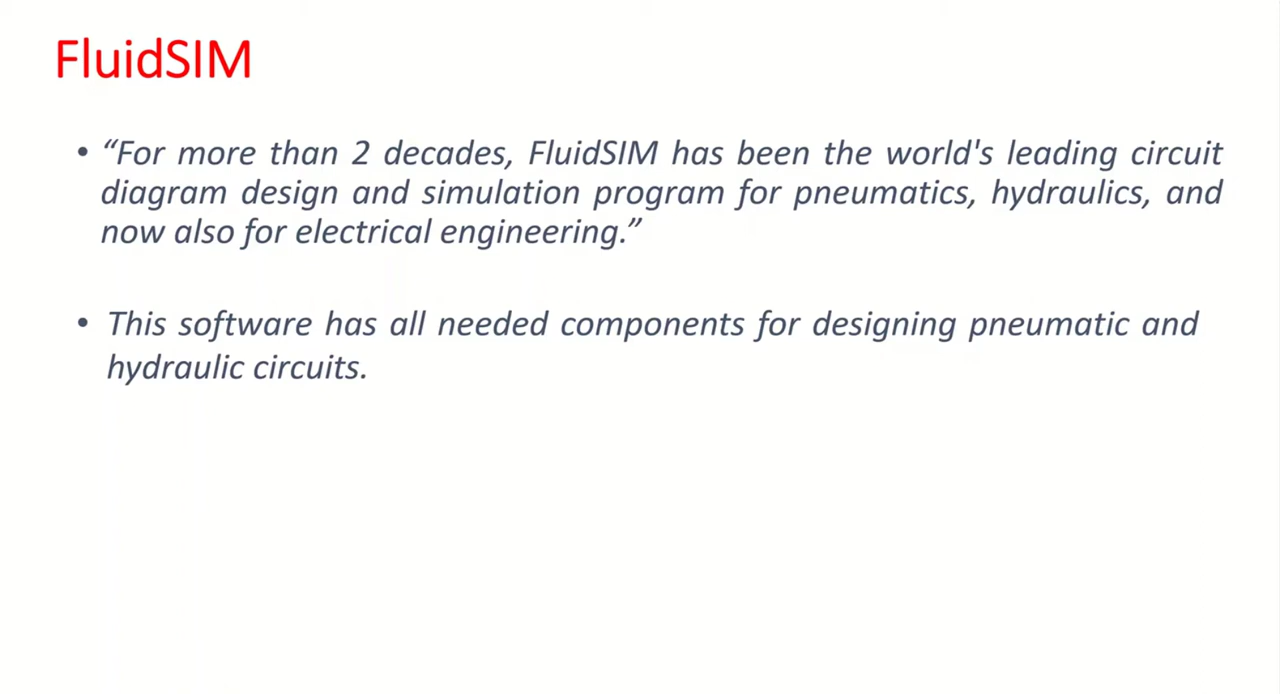 FluidSIM
• “For more than 2 decades, FluidSIM has been the world's leading circuit
diagram design and simulation program for pneumatics, hydraulics, and
now also for electrical engineering.”
• This software has all needed components for designing pneumatic and
hydraulic circuits.